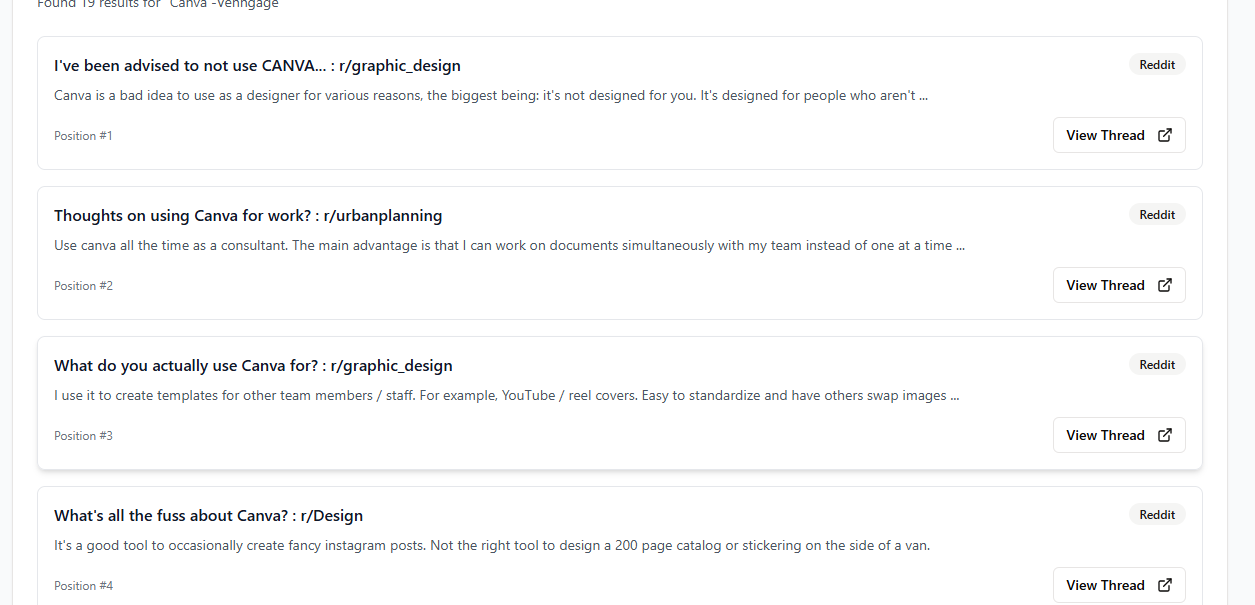 Found 19 results for "Canva -Venngage"
I've been advised to not use CANVA... : r/graphic_design
Reddit
Canva is a bad idea to use as a designer for various reasons, the biggest being: it's not designed for you. It's designed for people who aren't ...
Position #1
View Thread
Thoughts on using Canva for work? : r/urbanplanning
Reddit
Use canva all the time as a consultant. The main advantage is that I can work on documents simultaneously with my team instead of one at a time ...
Position #2
View Thread
What do you actually use Canva for? : r/graphic_design
Reddit
I use it to create templates for other team members / staff. For example, YouTube / reel covers. Easy to standardize and have others swap images ...
Position #3
View Thread
What's all the fuss about Canva? : r/Design
Reddit
It's a good tool to occasionally create fancy instagram posts. Not the right tool to design a 200 page catalog or stickering on the side of a van.
Position #4
View Thread